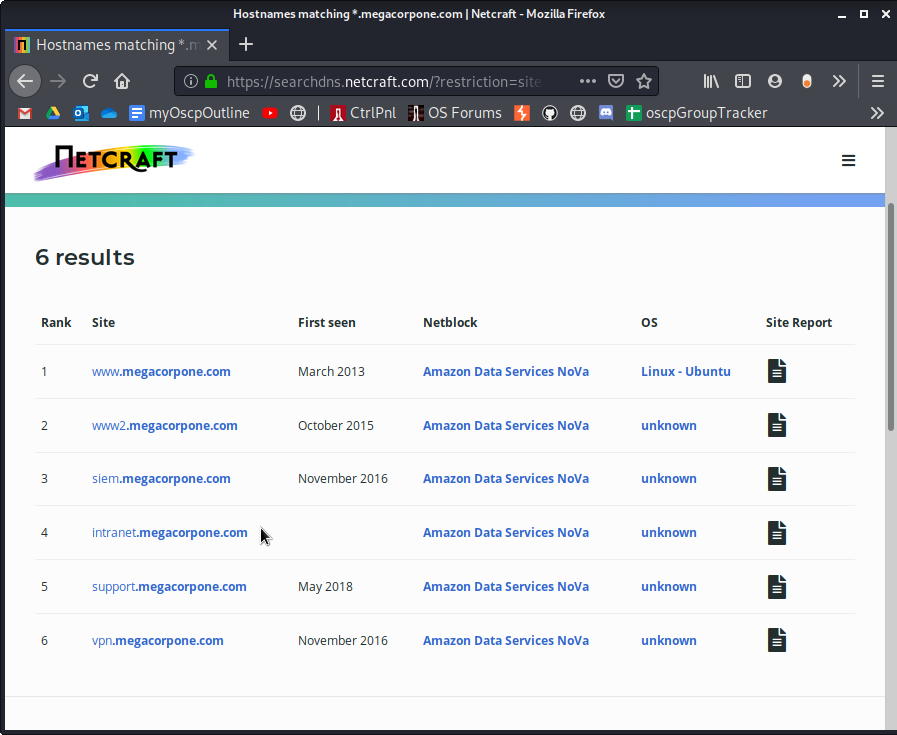 Hostnames matching *.megacorpone.com | Netcraft - Mozilla Firefox
Hostnames matching *.m
https://searchdns.netcraft.com/?restriction=site
myOscpOutline | CtrlPnl OS Forums oscpGroupTracker
NETCRAFT
6 results
Rank Site First seen Netblock OS Site Report
1 www.megacorpone.com March 2013 Amazon Data Services NoVa Linux - Ubuntu
2 www2.megacorpone.com October 2015 Amazon Data Services NoVa unknown
3 siem.megacorpone.com November 2016 Amazon Data Services NoVa unknown
4 intranet.megacorpone.com Amazon Data Services NoVa unknown
5 support.megacorpone.com May 2018 Amazon Data Services NoVa unknown
6 vpn.megacorpone.com November 2016 Amazon Data Services NoVa unknown